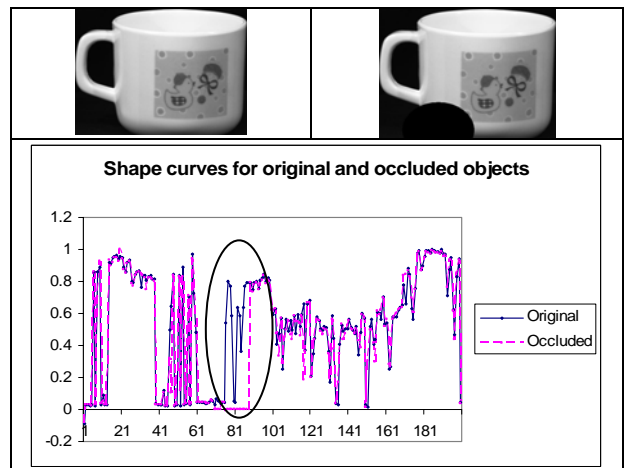 Shape curves for original and occluded objects
1.2
1
0.8
0.6
0.4
0.2
0
-0.2
1 21 41 61 81 101 121 141 161 181
Original
Occluded